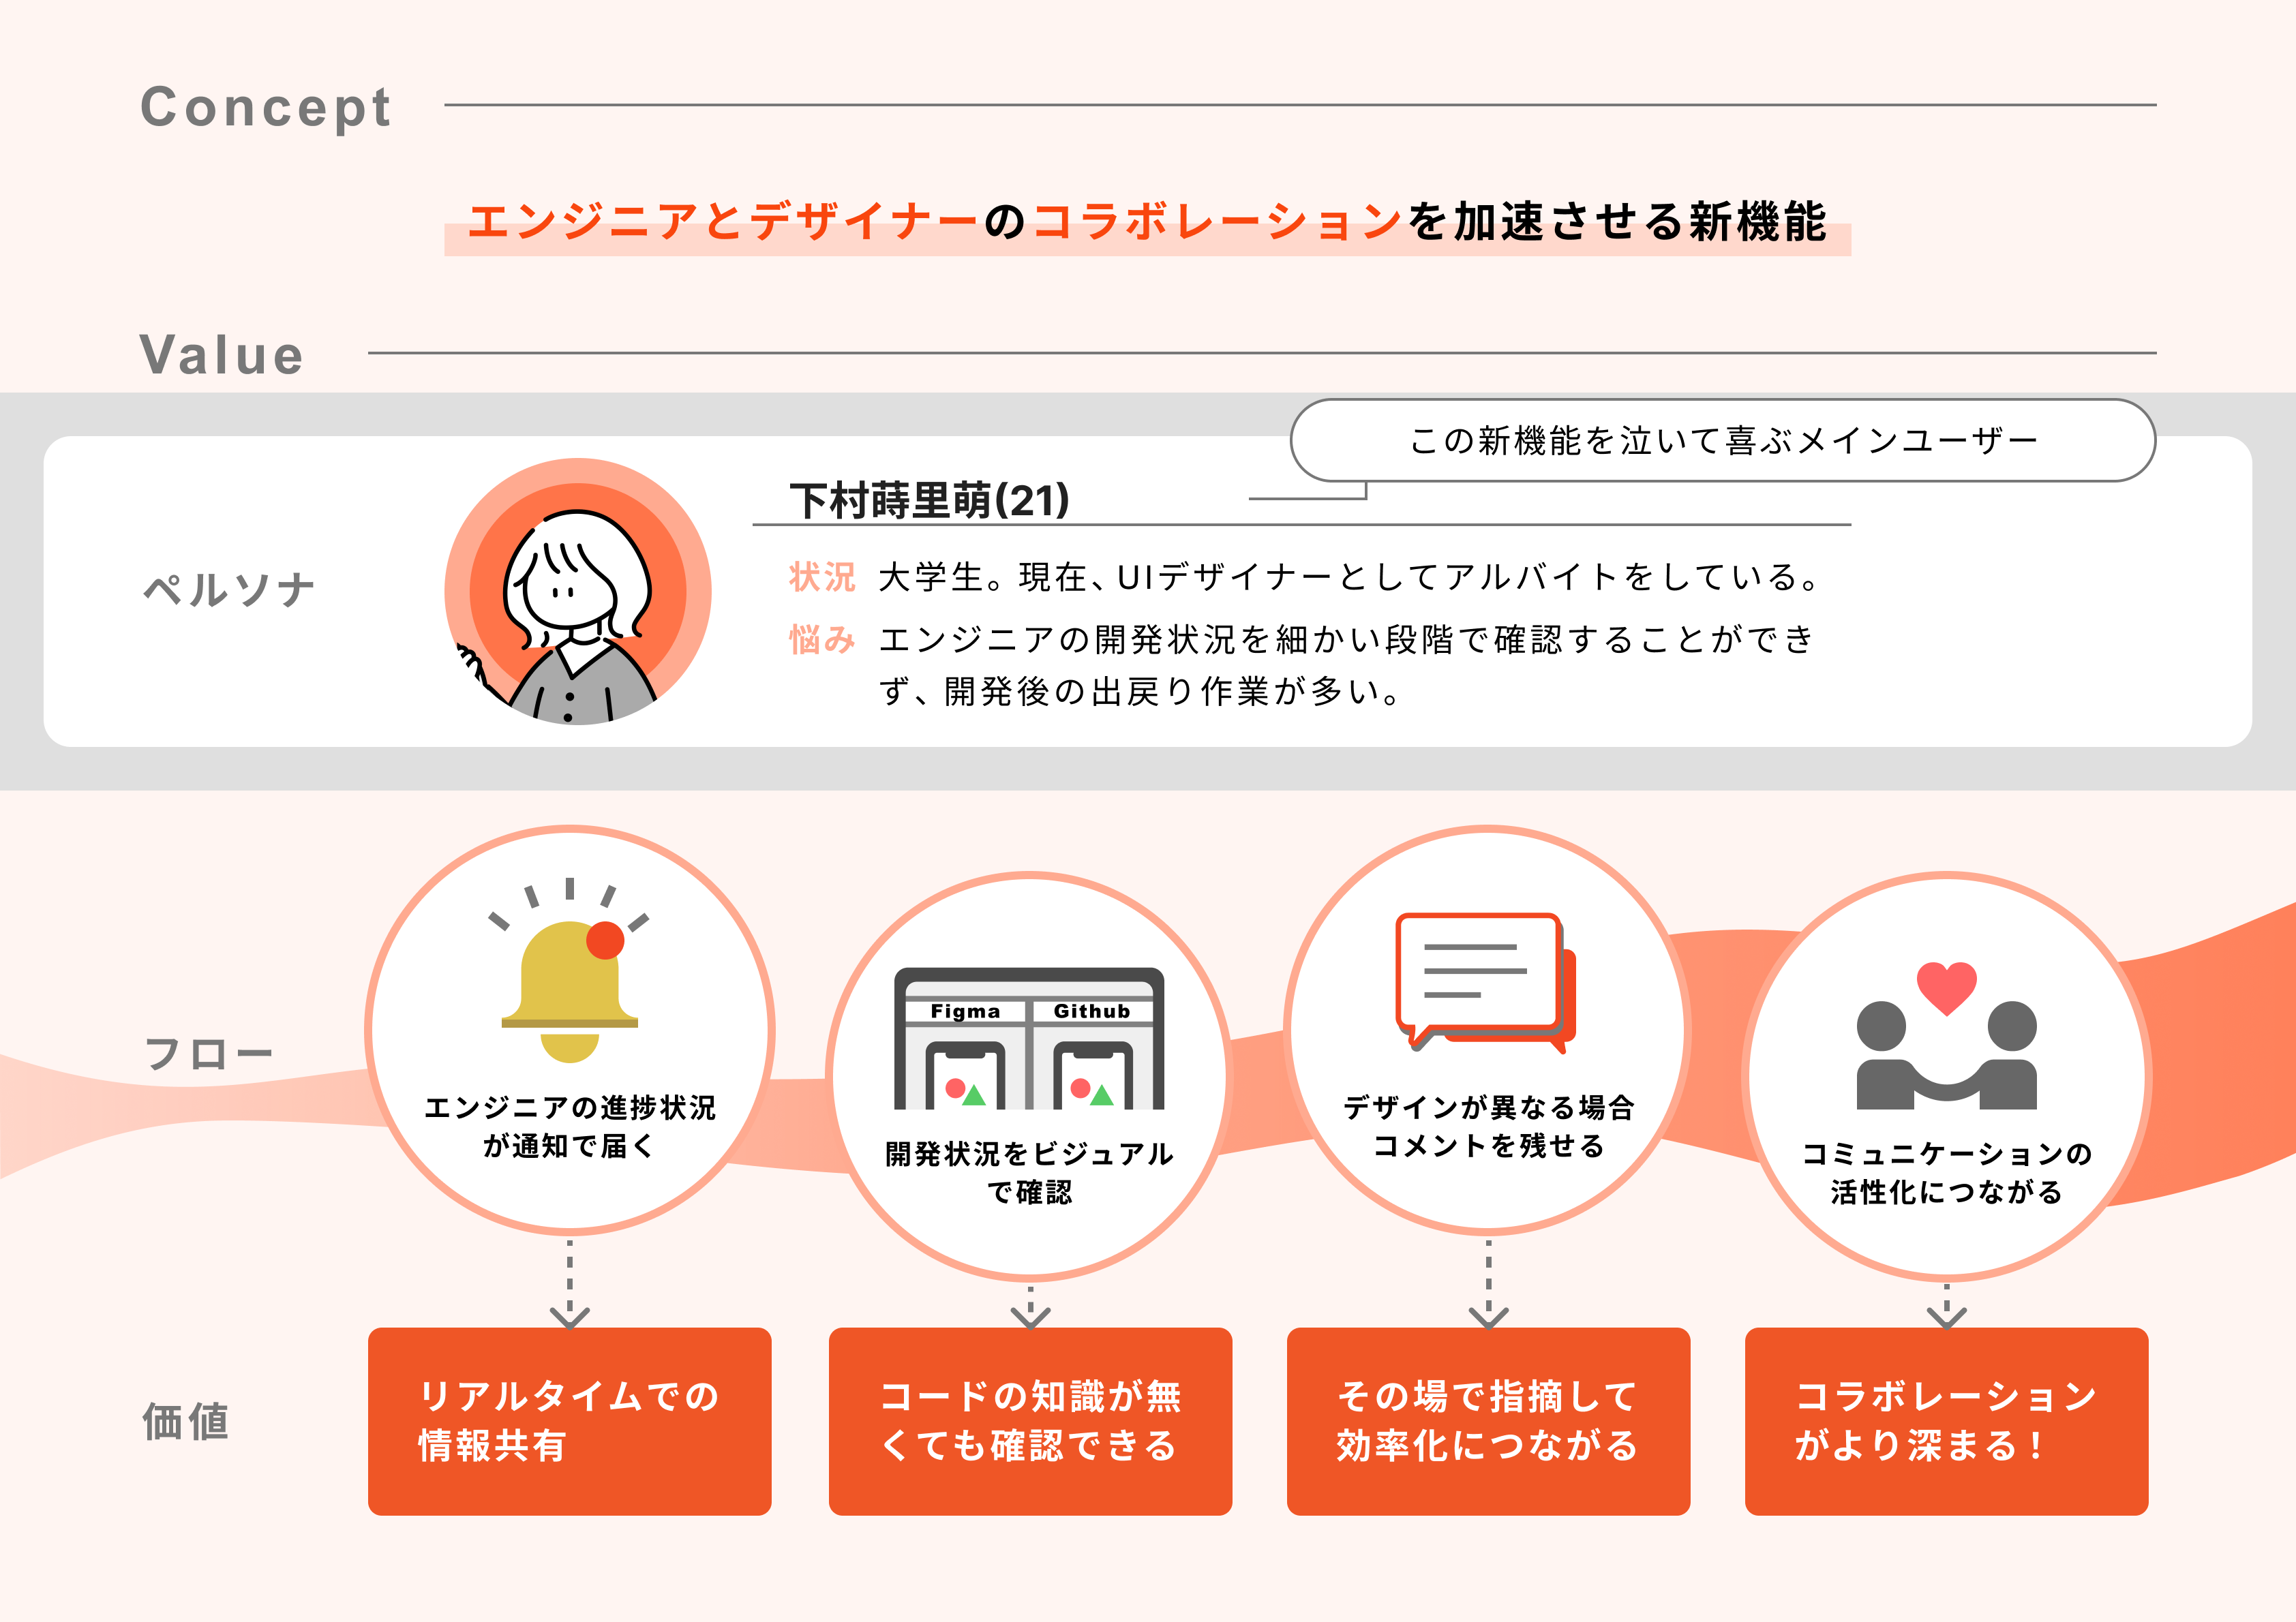 Concept
エンジニアとデザイナーのコラボレーションを加速させる新機能
Value
この新機能を泣いて喜ぶメインユーザー
ペルソナ
下村蒔里萌(21)
状況 大学生。現在、UIデザイナーとしてアルバイトをしている。
悩み エンジニアの開発状況を細かい段階で確認することができ
ず、開発後の出戻り作業が多い。
フロー
エンジニアの進捗状況
が通知で届く
Figma
Github
開発状況をビジュアル
で確認
デザインが異なる場合
コメントを残せる
コミュニケーションの
活性化につながる
価値
リアルタイムでの
情報共有
コードの知識が無
くても確認できる
その場で指摘して
効率化につながる
コラボレーション
がより深まる！